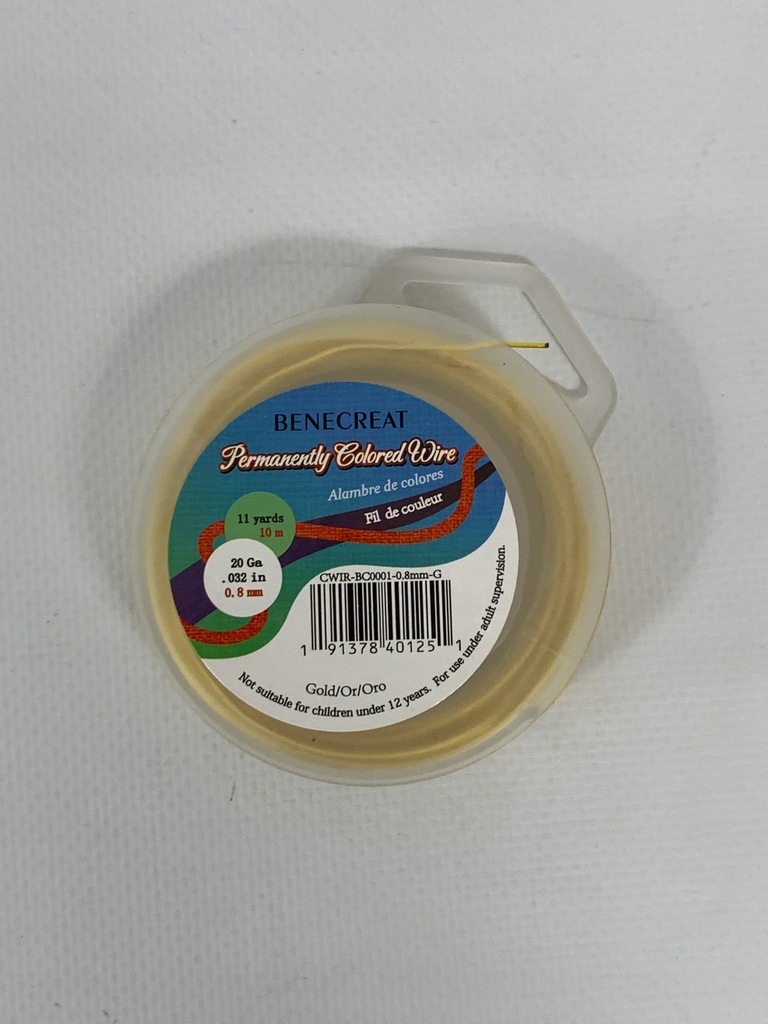 BENECREAT
Permanently Colored Wire
Alambre de colores
Fil de couleur
11 yards
10 m
20 Ga
.032 in
0.8 mm
CWIR-BC0001-0.8mm-G
1 91378 40125 1
Gold/Or/Oro
Not suitable for children under 12 years. For use under adult supervision.